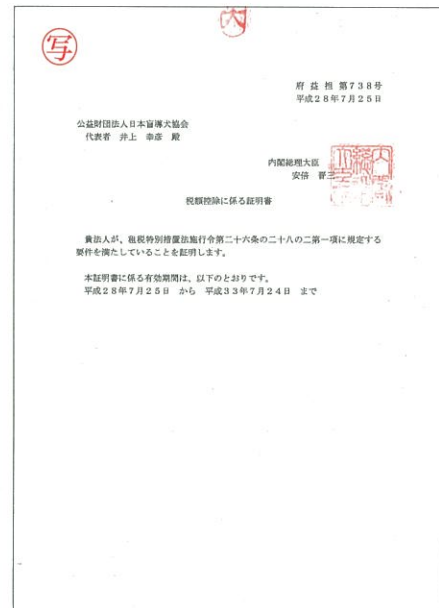 写
内
府益担第738号
平成28年7月25日
公益財団法人日本盲導犬協会
代表者 井上 幸彦 殿
内閣総理大臣
安倍 晋三
税額控除に係る証明書
貴法人が、租税特別措置法施行令第二十六条の二十八の二第一項に規定する
要件を満たしていることを証明します。
本証明書に係る有効期間は、以下のとおりです。
平成28年7月25日 から 平成33年7月24日 まで